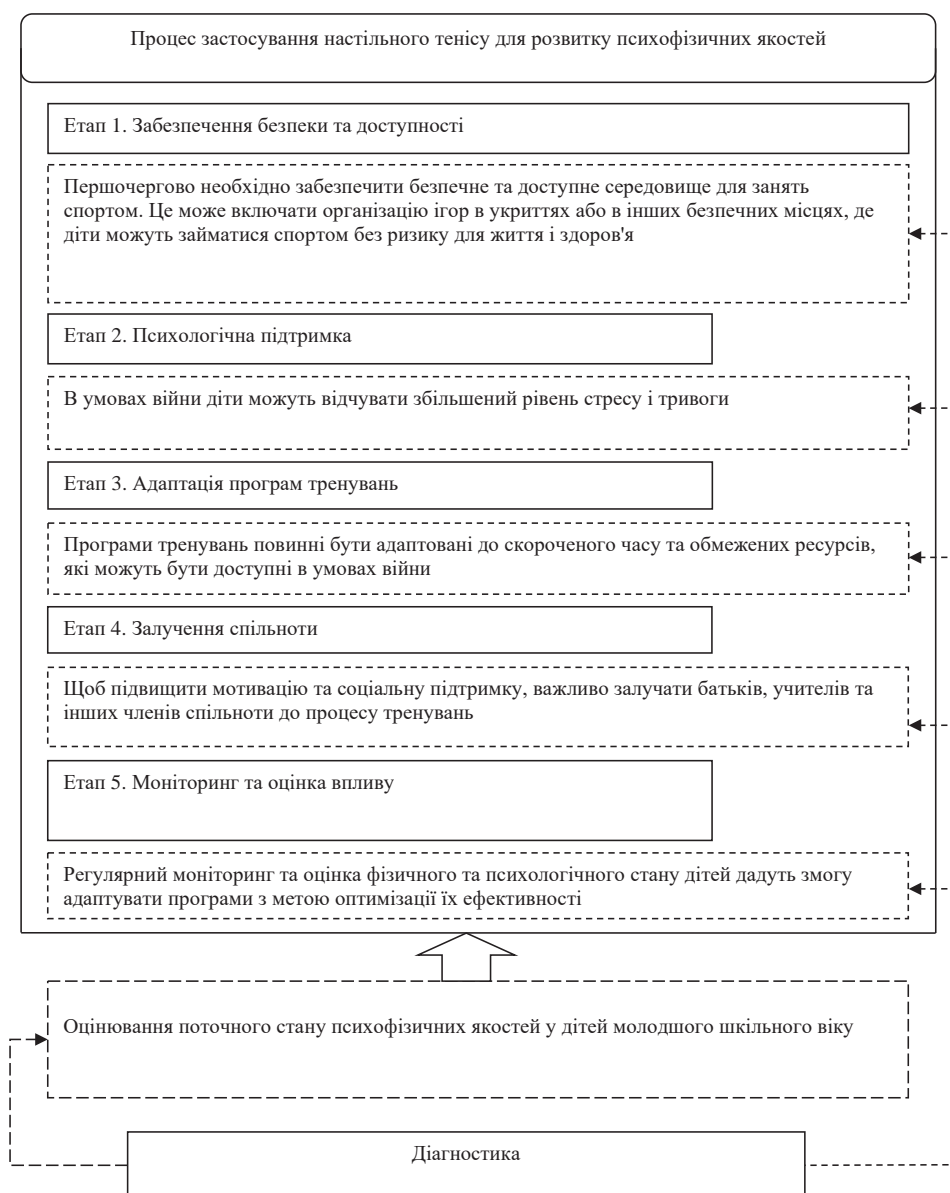 Процес застосування настільного тенісу для розвитку психофізичних якостей
Етап 1. Забезпечення безпеки та доступності
Першочергово необхідно забезпечити безпечне та доступне середовище для занять
спортом. Це може включати організацію ігор в укриттях або в інших безпечних місцях, де
діти можуть займатися спортом без ризику для життя і здоров'я
Етап 2. Психологічна підтримка
В умовах війни діти можуть відчувати збільшений рівень стресу і тривоги
Етап 3. Адаптація програм тренувань
Програми тренувань повинні бути адаптовані до скороченого часу та обмежених ресурсів,
які можуть бути доступні в умовах війни
Етап 4. Залучення спільноти
Щоб підвищити мотивацію та соціальну підтримку, важливо залучати батьків, учителів та
інших членів спільноти до процесу тренувань
Етап 5. Моніторинг та оцінка впливу
Регулярний моніторинг та оцінка фізичного та психологічного стану дітей дадуть змогу
адаптувати програми з метою оптимізації їх ефективності
Оцінювання поточного стану психофізичних якостей у дітей молодшого шкільного віку
Діагностика